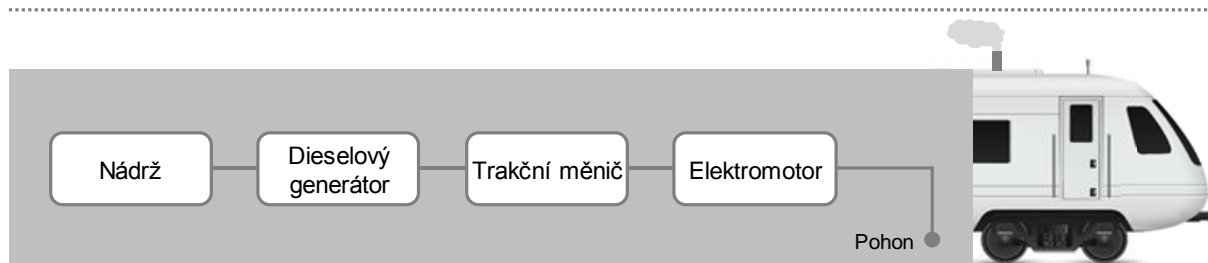 Nádrž
Dieselový
generátor
Trakční měnič
Elektromotor
Pohon